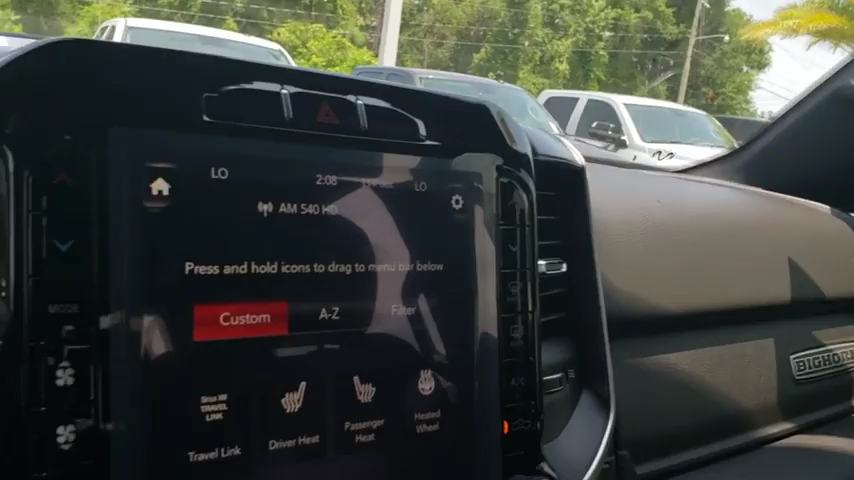 LO 2:08 LO
AM 540 HD
Press and hold icons to drag to menu bar below
Custom A-Z Filter
MODE
A/C
SiriusXM
TRAVEL
LINK
Travel Link
Driver Heat
Passenger
Heat
Heated
Wheel
BIGHORN